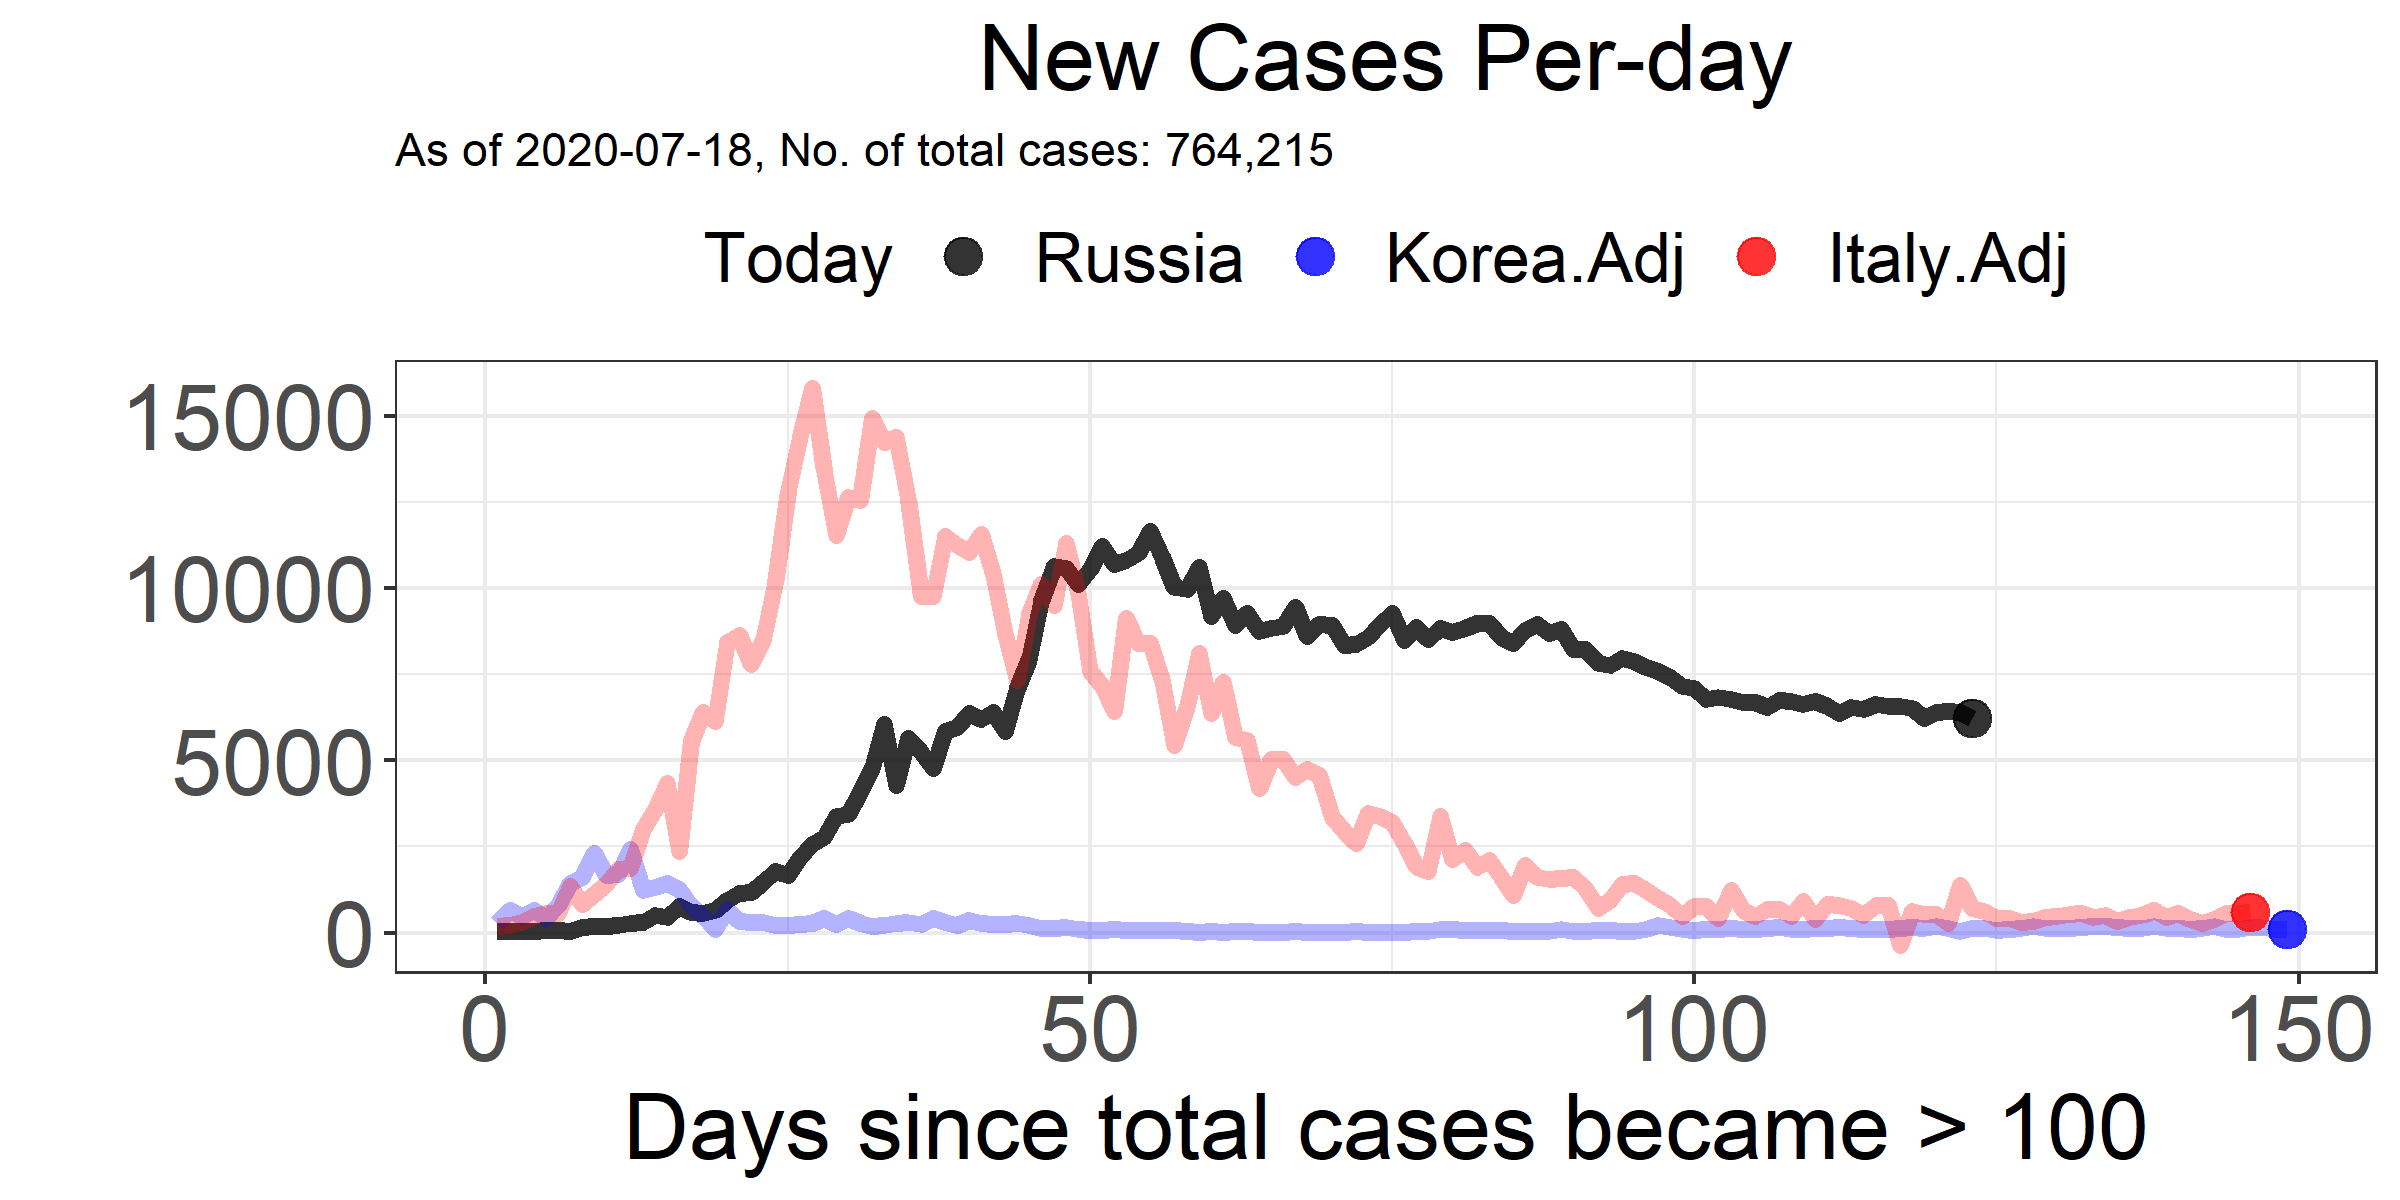 New Cases Per-day
As of 2020-07-18, No. of total cases: 764,215
Today Russia Korea.Adj Italy.Adj
15000
10000
5000
0
0 50 100 150
Days since total cases became > 100